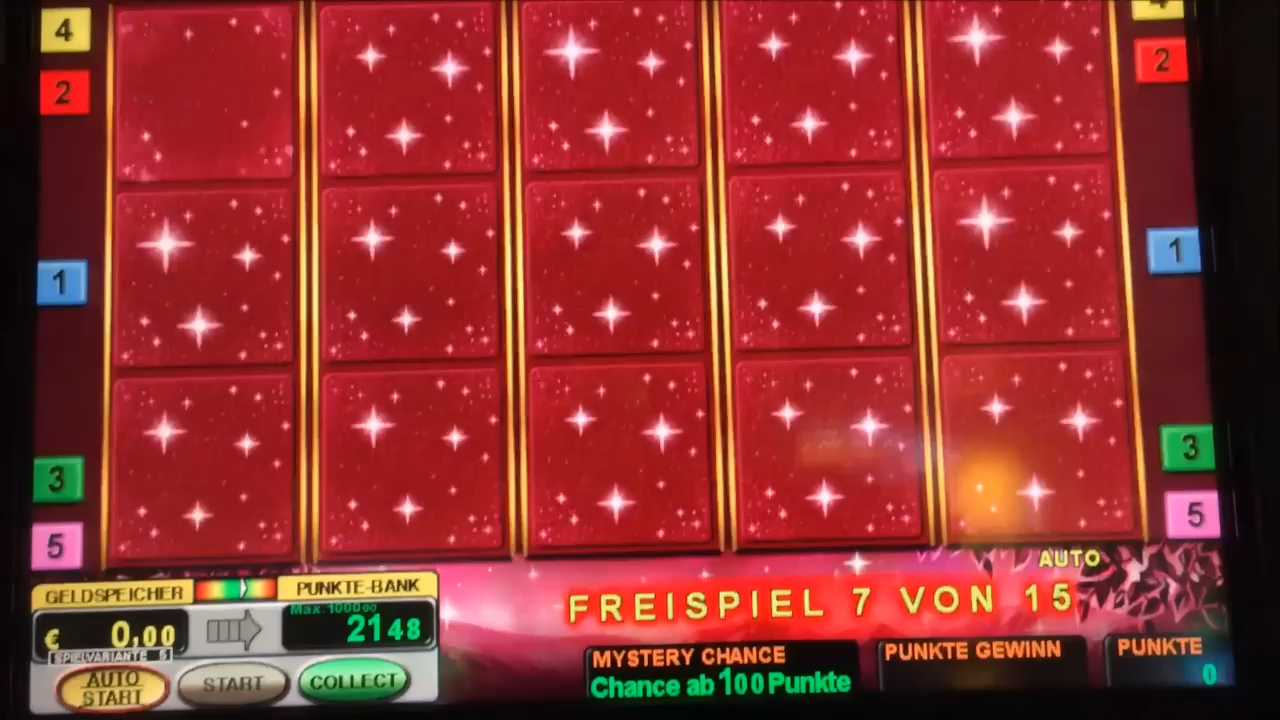 4
4
2
2
1
1
3
3
5
5
AUTO
GELDSPEICHER
PUNKTE-BANK
FREISPIEL 7 VON 15
Max.100000
€ 0,00
2148
SPIELVARIANTE 5
MYSTERY CHANCE
Chance ab 100 Punkte
PUNKTE GEWINN
PUNKTE
0
AUTO
START
START
COLLECT